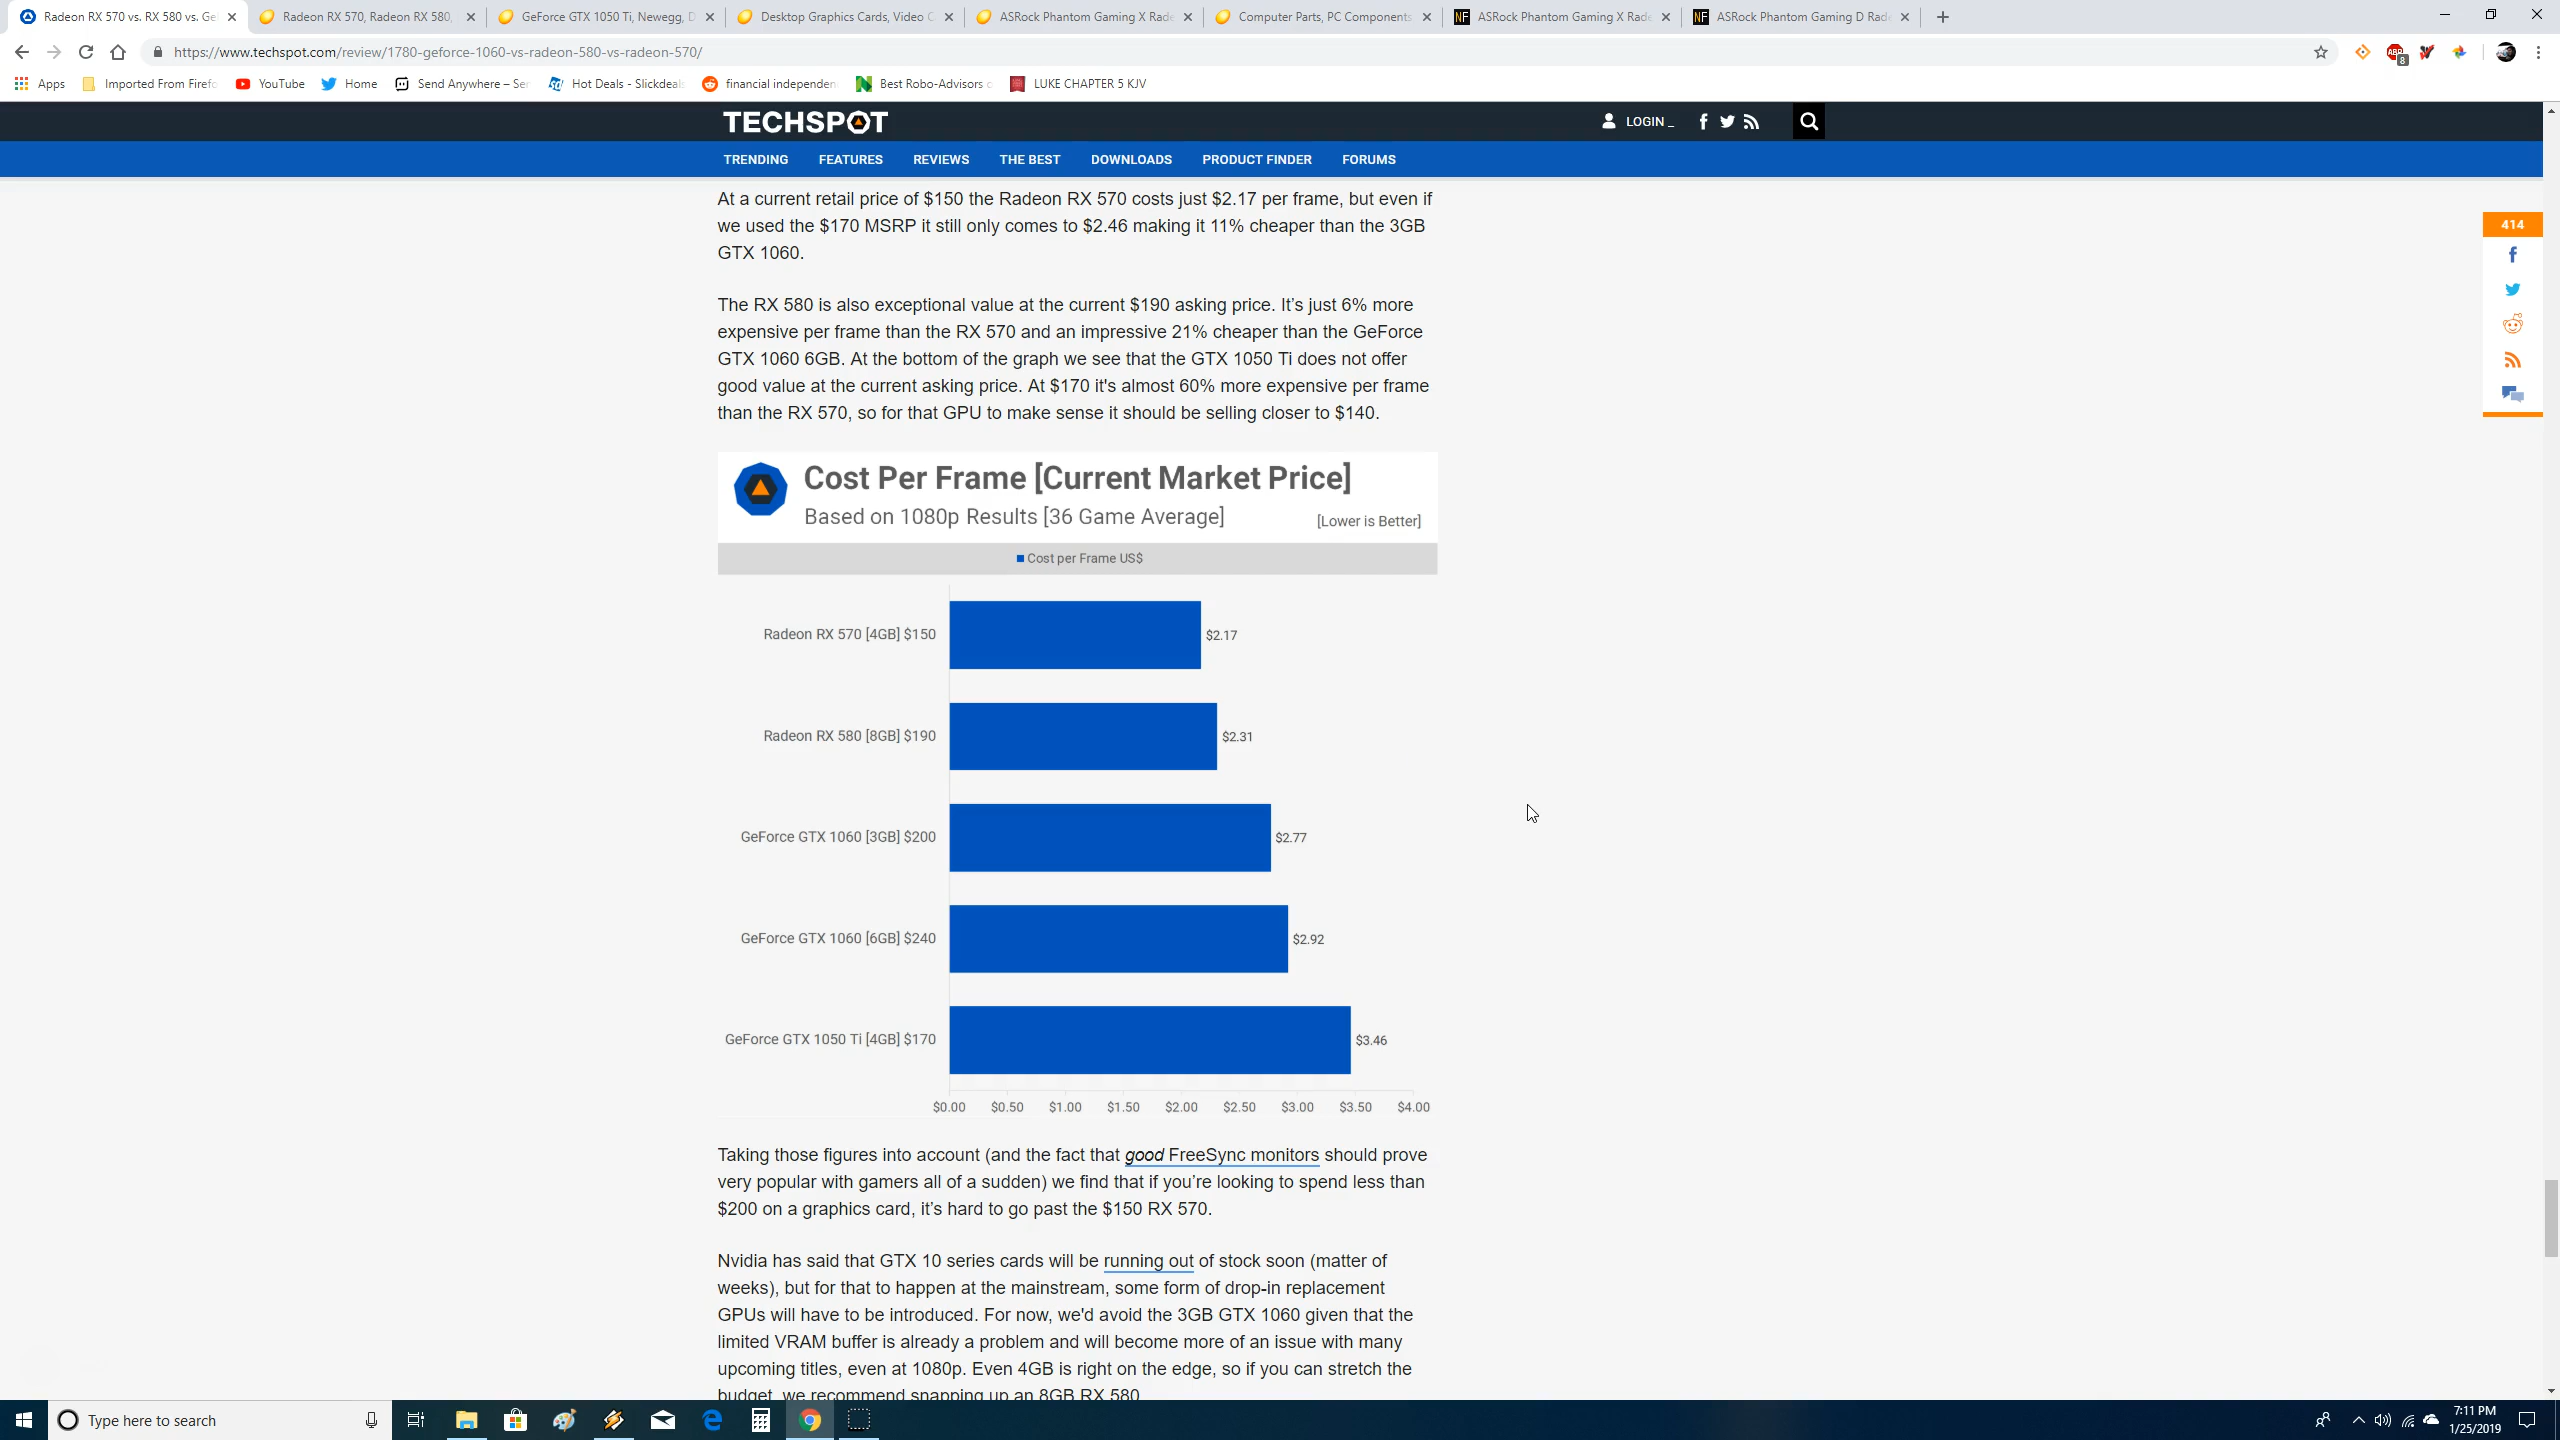 Radeon RX 570 vs. RX 580 vs. Ge
Radeon RX 570, Radeon RX 580,
GeForce GTX 1050 Ti, Newegg, D
Desktop Graphics Cards, Video C
ASRock Phantom Gaming X Rade
Computer Parts, PC Components
NF ASRock Phantom Gaming X Rade
NF ASRock Phantom Gaming D Rade
https://www.techspot.com/review/1780-geforce-1060-vs-radeon-580-vs-radeon-570/
ABP
8
Apps
Imported From Firefo
YouTube
Home
Send Anywhere – Ser
Hot Deals - Slickdeal
financial independen
Best Robo-Advisors o
LUKE CHAPTER 5 KJV
TECHSPOT
LOGIN _
TRENDING
FEATURES
REVIEWS
THE BEST
DOWNLOADS
PRODUCT FINDER
FORUMS
At a current retail price of $150 the Radeon RX 570 costs just $2.17 per frame, but even if
we used the $170 MSRP it still only comes to $2.46 making it 11% cheaper than the 3GB
GTX 1060.
414
The RX 580 is also exceptional value at the current $190 asking price. It’s just 6% more
expensive per frame than the RX 570 and an impressive 21% cheaper than the GeForce
GTX 1060 6GB. At the bottom of the graph we see that the GTX 1050 Ti does not offer
good value at the current asking price. At $170 it's almost 60% more expensive per frame
than the RX 570, so for that GPU to make sense it should be selling closer to $140.
Cost Per Frame [Current Market Price]
Based on 1080p Results [36 Game Average]
[Lower is Better]
Cost per Frame US$
Radeon RX 570 [4GB] $150
$2.17
Radeon RX 580 [8GB] $190
$2.31
GeForce GTX 1060 [3GB] $200
$2.77
GeForce GTX 1060 [6GB] $240
$2.92
GeForce GTX 1050 Ti [4GB] $170
$3.46
$0.00 $0.50 $1.00 $1.50 $2.00 $2.50 $3.00 $3.50 $4.00
Taking those figures into account (and the fact that good FreeSync monitors should prove
very popular with gamers all of a sudden) we find that if you’re looking to spend less than
$200 on a graphics card, it’s hard to go past the $150 RX 570.
Nvidia has said that GTX 10 series cards will be running out of stock soon (matter of
weeks), but for that to happen at the mainstream, some form of drop-in replacement
GPUs will have to be introduced. For now, we'd avoid the 3GB GTX 1060 given that the
limited VRAM buffer is already a problem and will become more of an issue with many
upcoming titles, even at 1080p. Even 4GB is right on the edge, so if you can stretch the
budget, we recommend snapping up an 8GB RX 580.
Type here to search
7:11 PM
1/25/2019